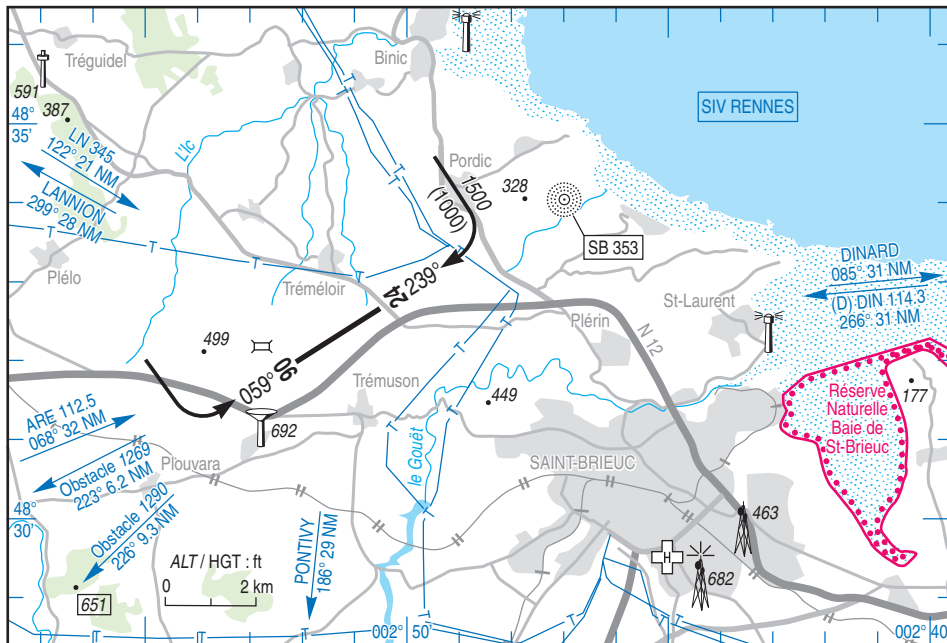 Tréguidel
Binic
591
387
48°
35'
SIV RENNES
L'Ic
LN 345
122° 21 NM
LANNION
299° 28 NM
Pordic
1500
(1000)
328
SB 353
Plélo
Tréméloir
239°
24
DINARD
085° 31 NM
(D) DIN 114.3
266° 31 NM
St-Laurent
Plérin
N 12
499
059°
06
Trémuson
449
177
Réserve
Naturelle
Baie de
St-Brieuc
ARE 112.5
068° 32 NM
692
Plouvara
le Gouët
SAINT-BRIEUC
Obstacle 1269
223° 6.2 NM
48°
30'
Obstacle 1290
226° 9.3 NM
PONTIVY
186° 29 NM
463
H
682
ALT / HGT : ft
0 2 km
651
002° 50'
002° 40'